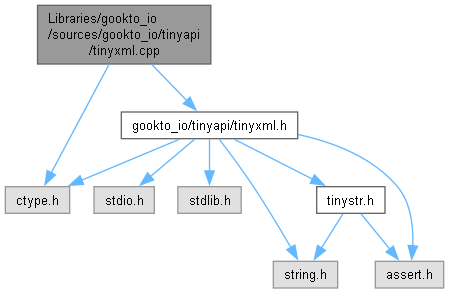 Libraries/gookto_io
/sources/gookto_io/tinyapi
/tinyxml.cpp
gookto_io/tinyapi/tinyxml.h
ctype.h
stdio.h
stdlib.h
tinystr.h
string.h
assert.h